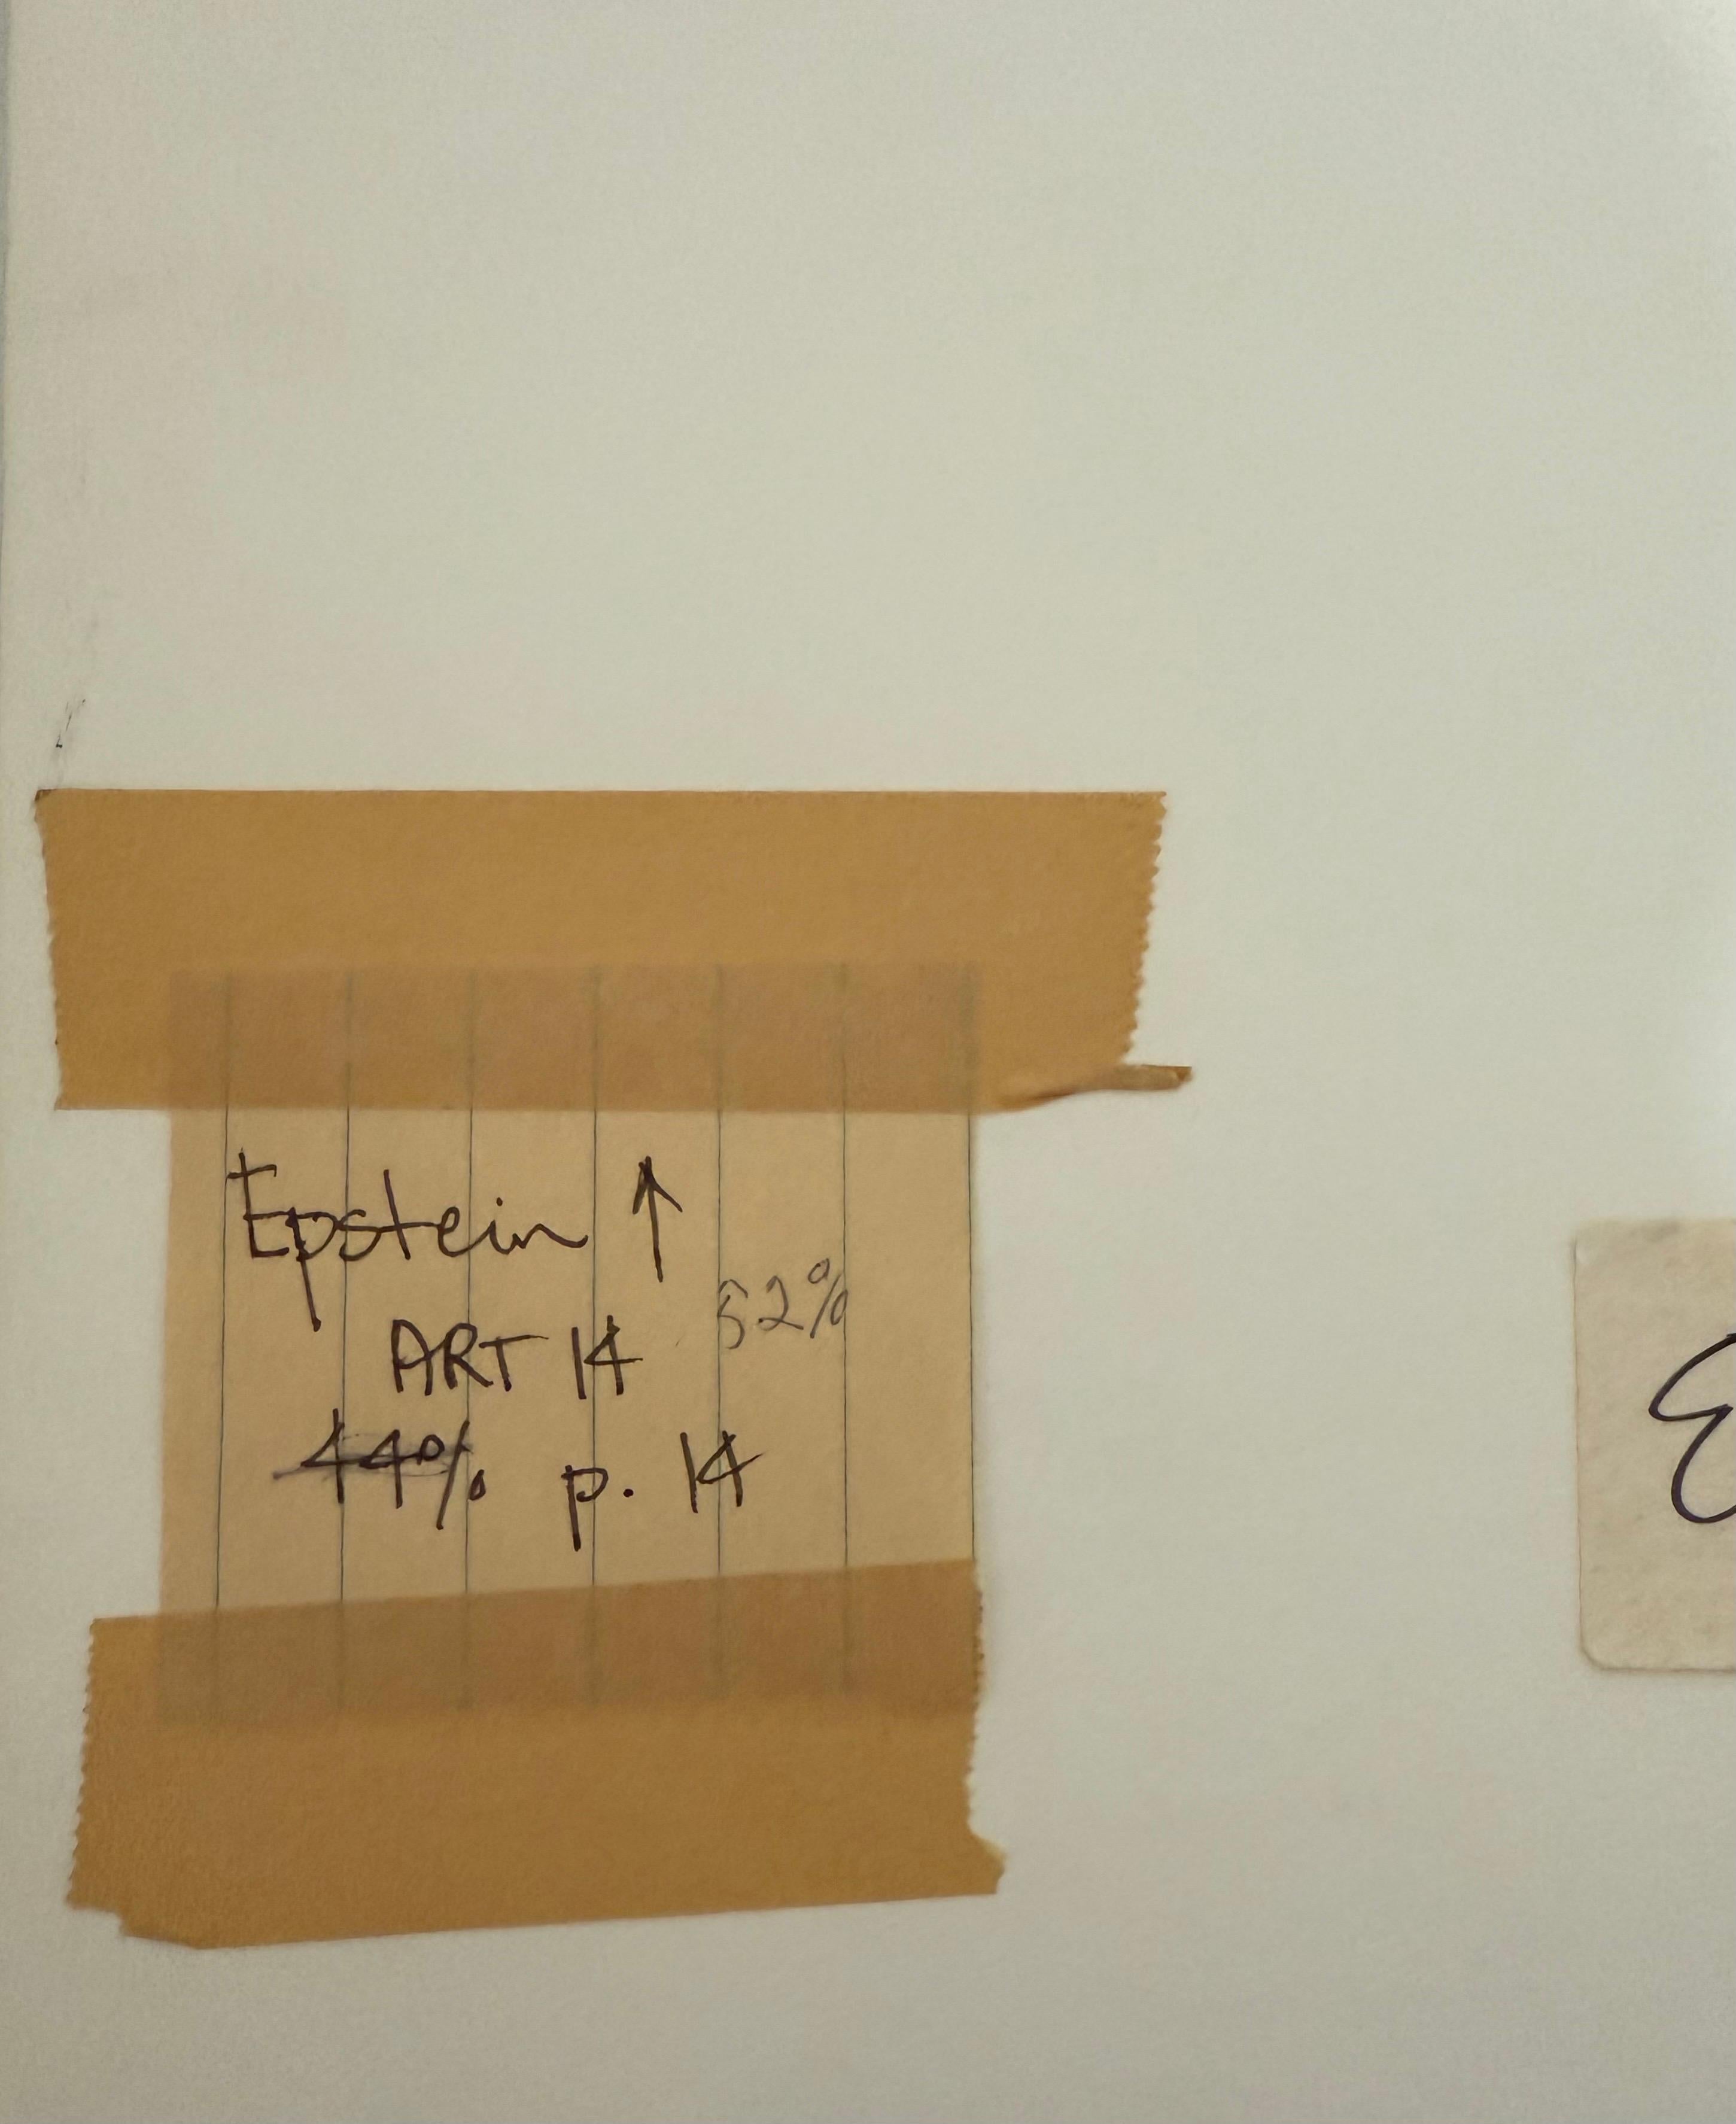 Epstein ↑
52%
ART 14
44% p. 14